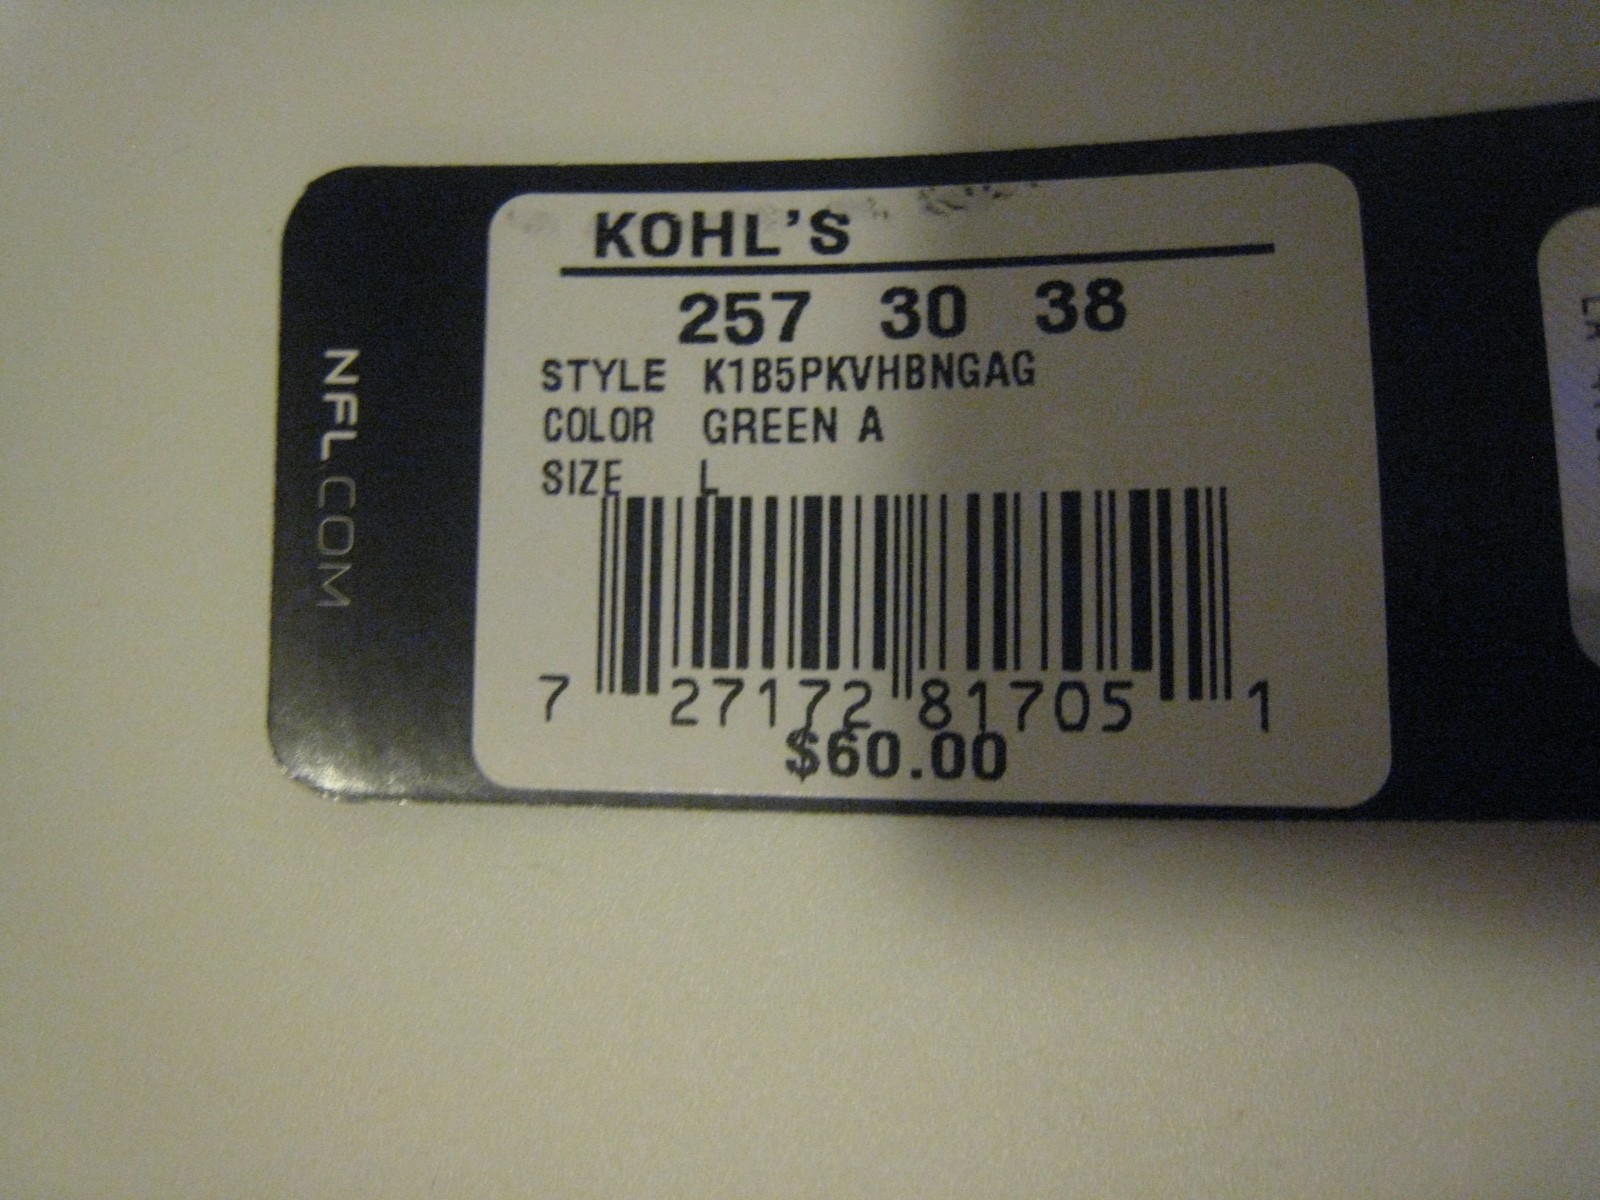 KOHL'S
257 30 38
STYLE K1B5PKVHBNGAG
COLOR GREEN A
SIZE L
7 27172 81705 1
$60.00
NFL.COM